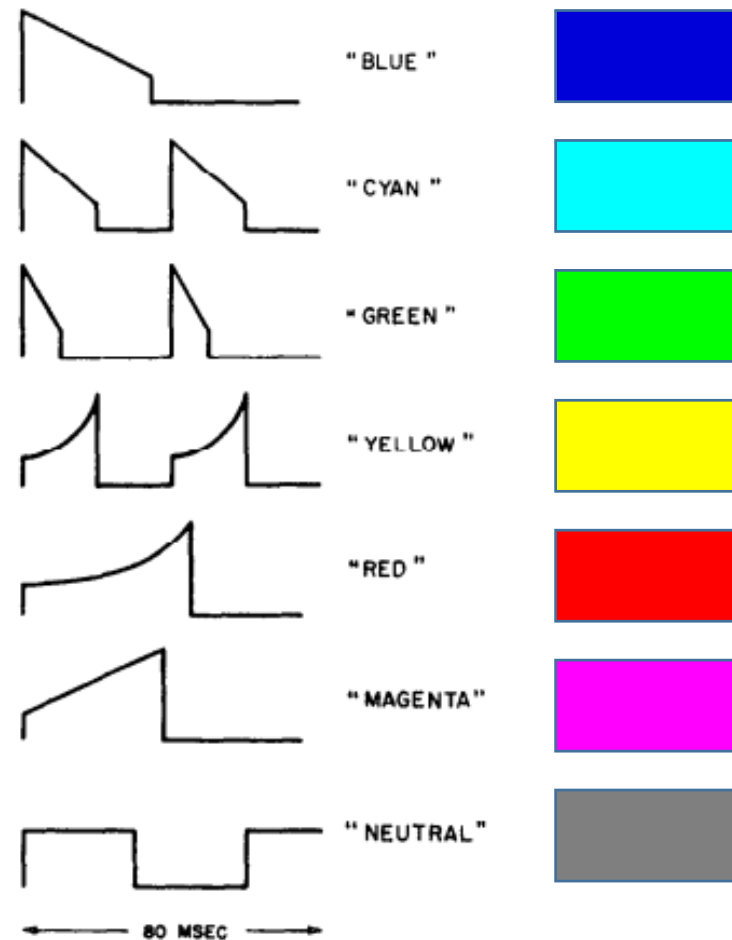 "BLUE"
"CYAN"
"GREEN"
"YELLOW"
"RED"
"MAGENTA"
"NEUTRAL"
80 MSEC